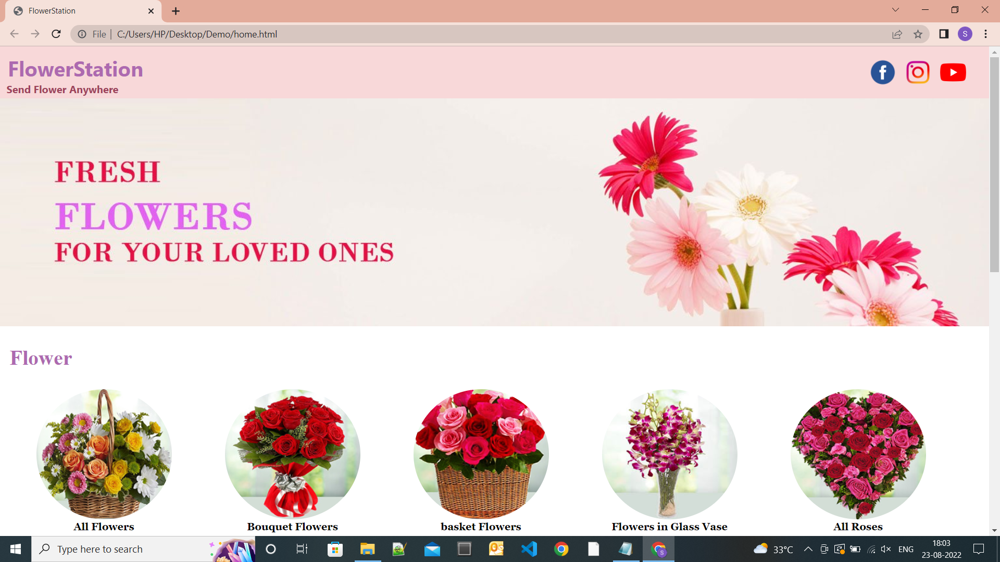 FlowerStation
File | C:/Users/HP/Desktop/Demo/home.html
S
FlowerStation
Send Flower Anywhere
FRESH
FLOWERS
FOR YOUR LOVED ONES
Flower
All Flowers
Bouquet Flowers
basket Flowers
Flowers in Glass Vase
All Roses
Type here to search
33°C
ENG
18:03
23-08-2022